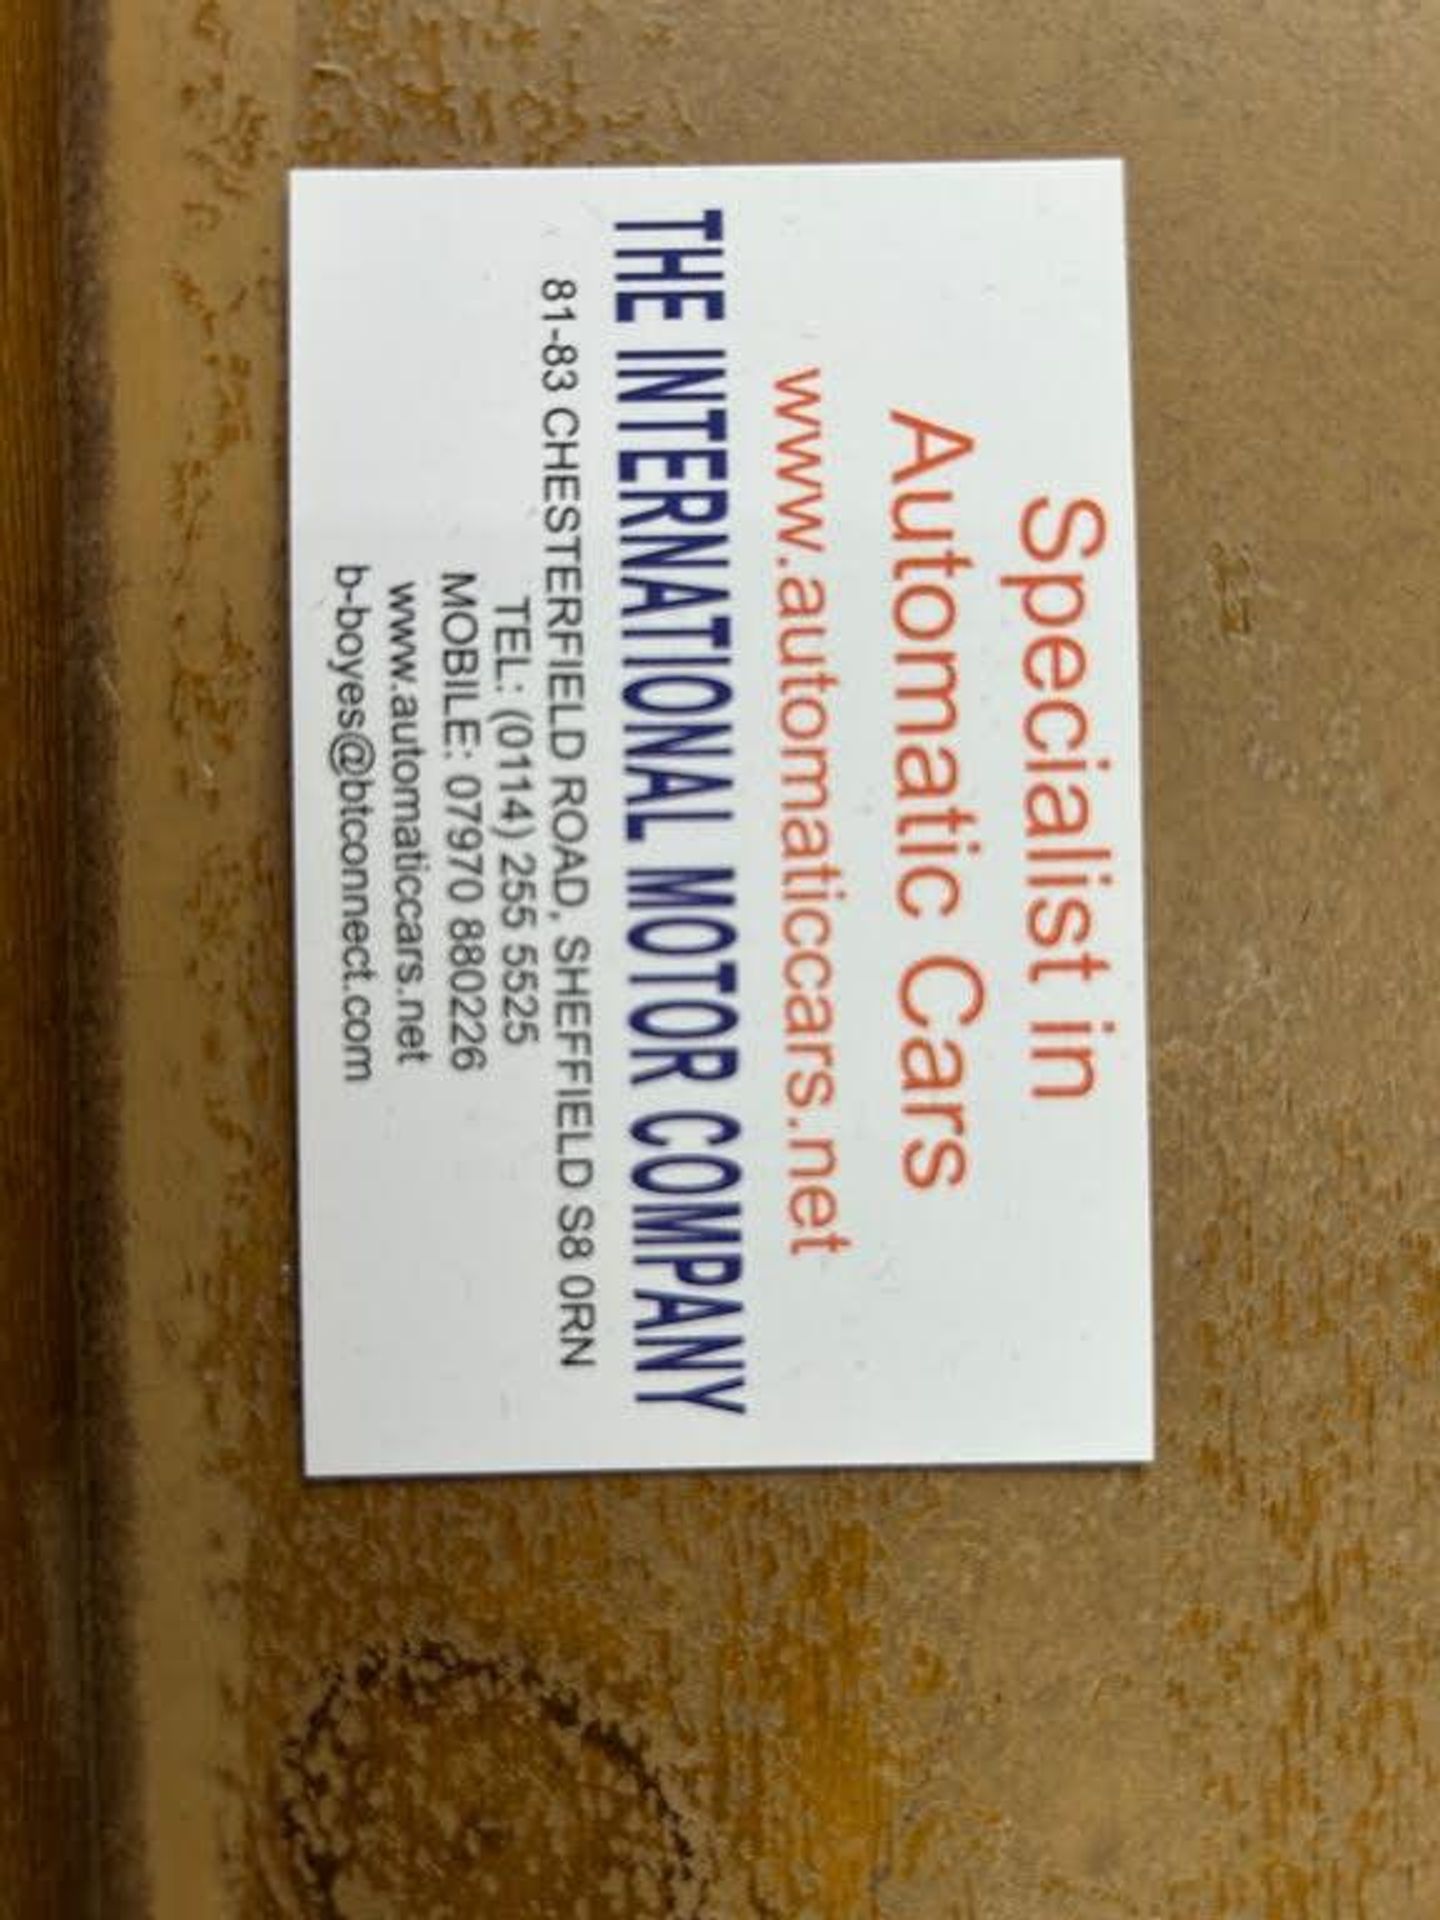 Specialist in
Automatic Cars
www.automaticcars.net
THE INTERNATIONAL MOTOR COMPANY
81-83 CHESTERFIELD ROAD, SHEFFIELD S8 0RN
TEL: (0114) 255 5525
MOBILE: 07970 880226
www.automaticcars.net
b-boyes@btconnect.com